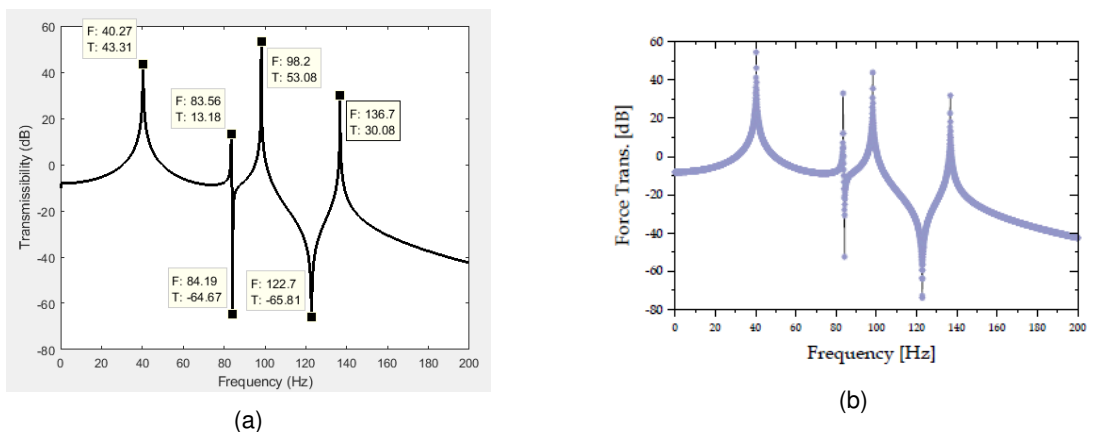 60
40
20
0
-20
-40
-60
-80
Transmissibility (dB)
F: 40.27
T: 43.31
F: 83.56
T: 13.18
F: 98.2
T: 53.08
F: 136.7
T: 30.08
F: 84.19
T: -64.67
F: 122.7
T: -65.81
0 20 40 60 80 100 120 140 160 180 200
Frequency (Hz)
(a)
60
40
20
0
-20
-40
-60
-80
Force Trans. [dB]
0 20 40 60 80 100 120 140 160 180 200
Frequency [Hz]
(b)